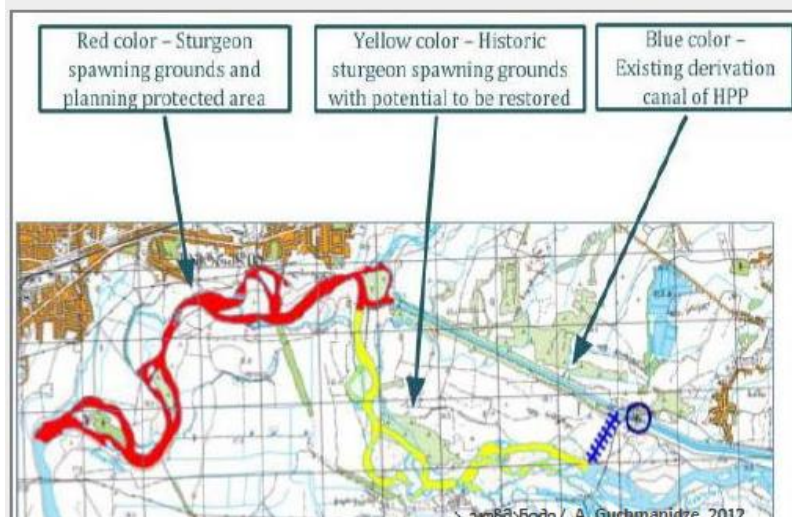 Red color – Sturgeon
spawning grounds and
planning protected area
Yellow color – Historic
sturgeon spawning grounds
with potential to be restored
Blue color –
Existing derivation
canal of HPP
A. Guchmanidze, 2012